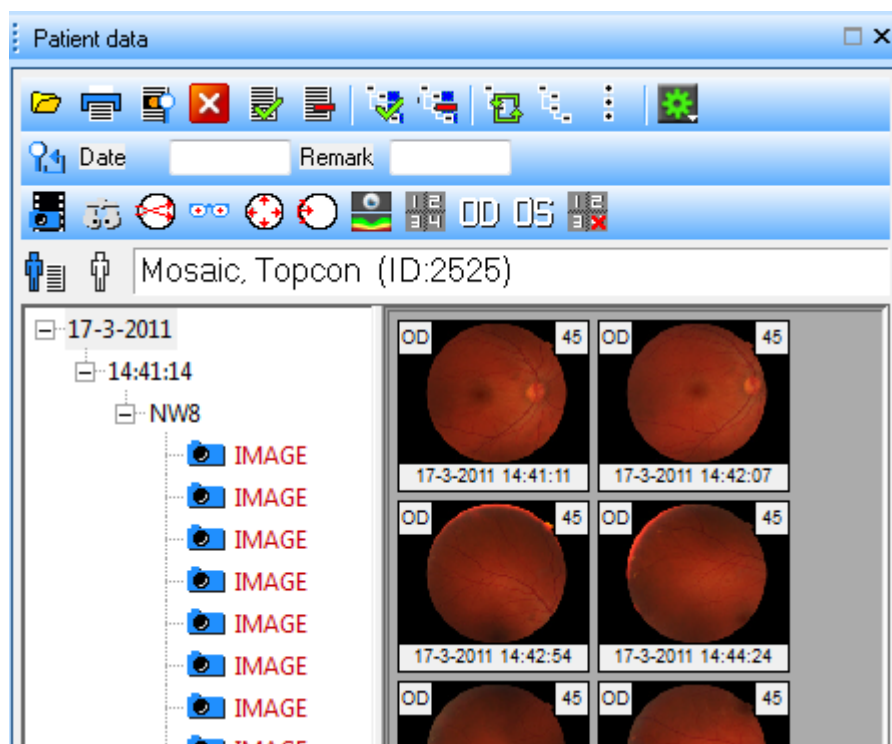 Patient data
Date Remark
OD OS
Mosaic, Topcon (ID:2525)
17-3-2011
14:41:14
NW8
IMAGE
IMAGE
IMAGE
IMAGE
IMAGE
IMAGE
IMAGE
IMAGE
OD 45
17-3-2011 14:41:11
OD 45
17-3-2011 14:42:07
OD 45
17-3-2011 14:42:54
OD 45
17-3-2011 14:44:24
OD 45
OD 45